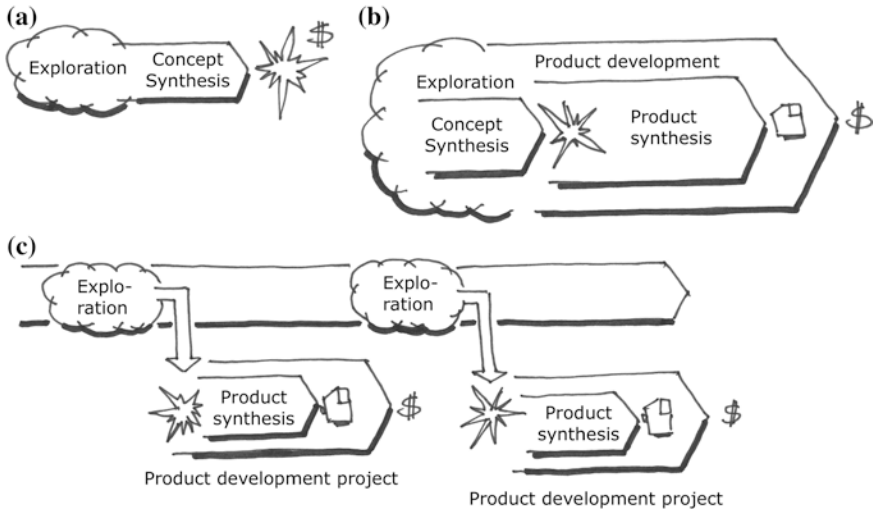 (a)
Exploration
Concept
Synthesis
$
(b)
Product development
Exploration
Concept
Synthesis
Product
synthesis
$
(c)
Explo-
ration
Explo-
ration
Product
synthesis
$
Product development project
Product
synthesis
$
Product development project